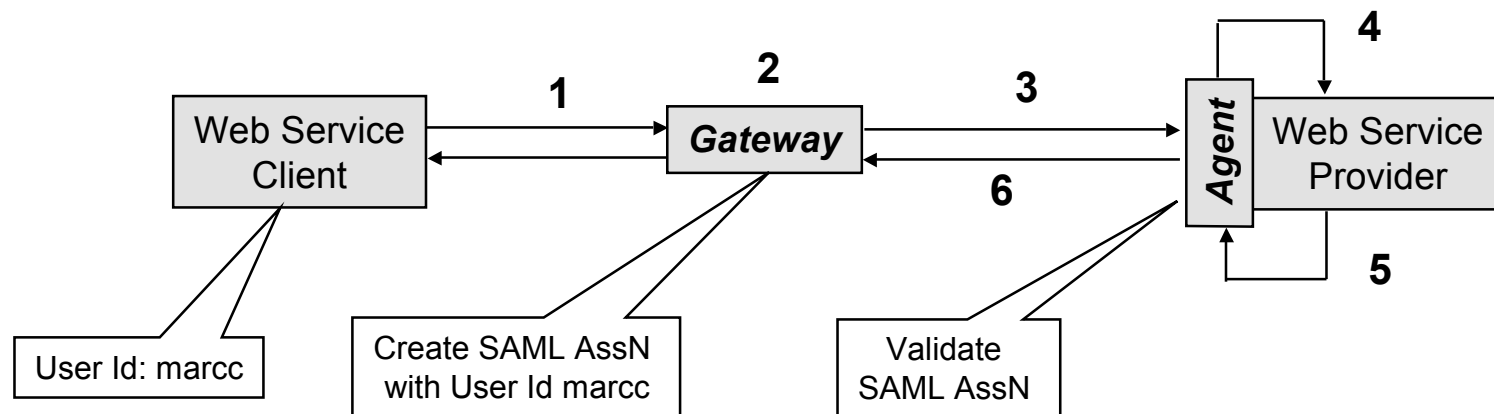 4
2
1
3
Web Service
Client
Gateway
Agent
Web Service
Provider
6
5
User Id: marcc
Create SAML AssN
with User Id marcc
Validate
SAML AssN